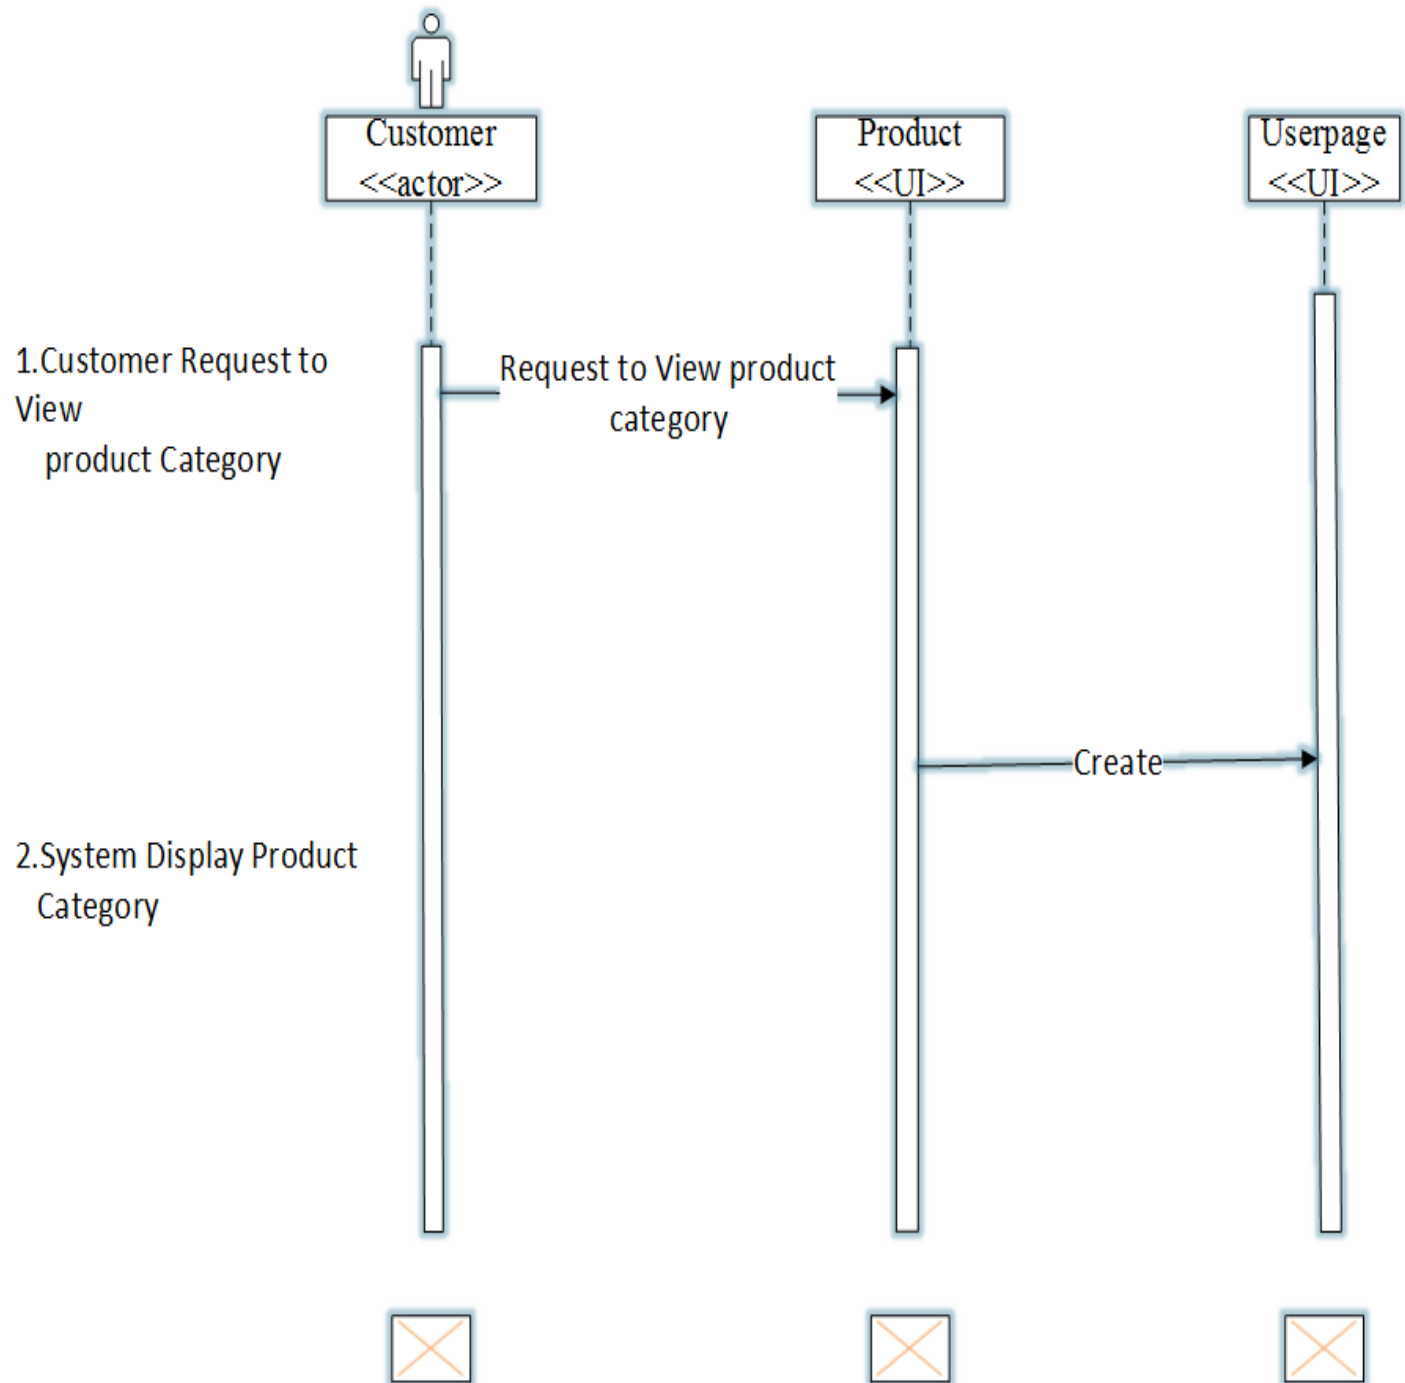 Customer
<<actor>>
Product
<<UI>>
Userpage
<<UI>>
1.Customer Request to
View
product Category
Request to View product
category
Create
2.System Display Product
Category